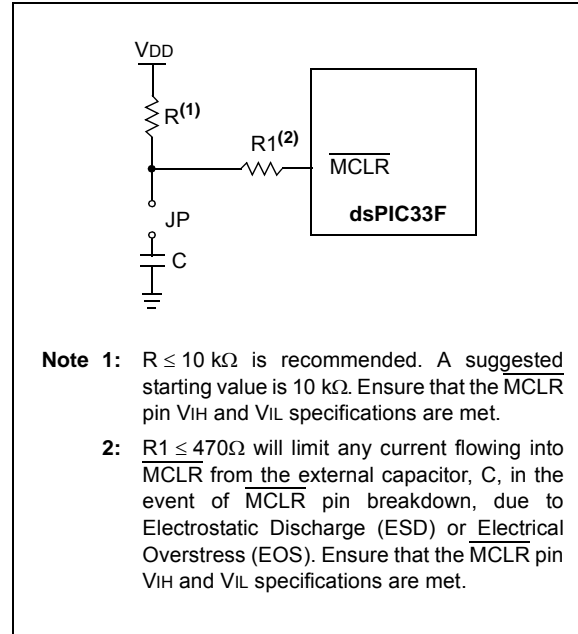 VDD
R(1)
R1(2)
MCLR
dsPIC33F
JP
C
Note 1: R ≤ 10 kΩ is recommended. A suggested
starting value is 10 kΩ. Ensure that the MCLR
pin VIH and VIL specifications are met.
2: R1 ≤ 470Ω will limit any current flowing into
MCLR from the external capacitor, C, in the
event of MCLR pin breakdown, due to
Electrostatic Discharge (ESD) or Electrical
Overstress (EOS). Ensure that the MCLR pin
VIH and VIL specifications are met.